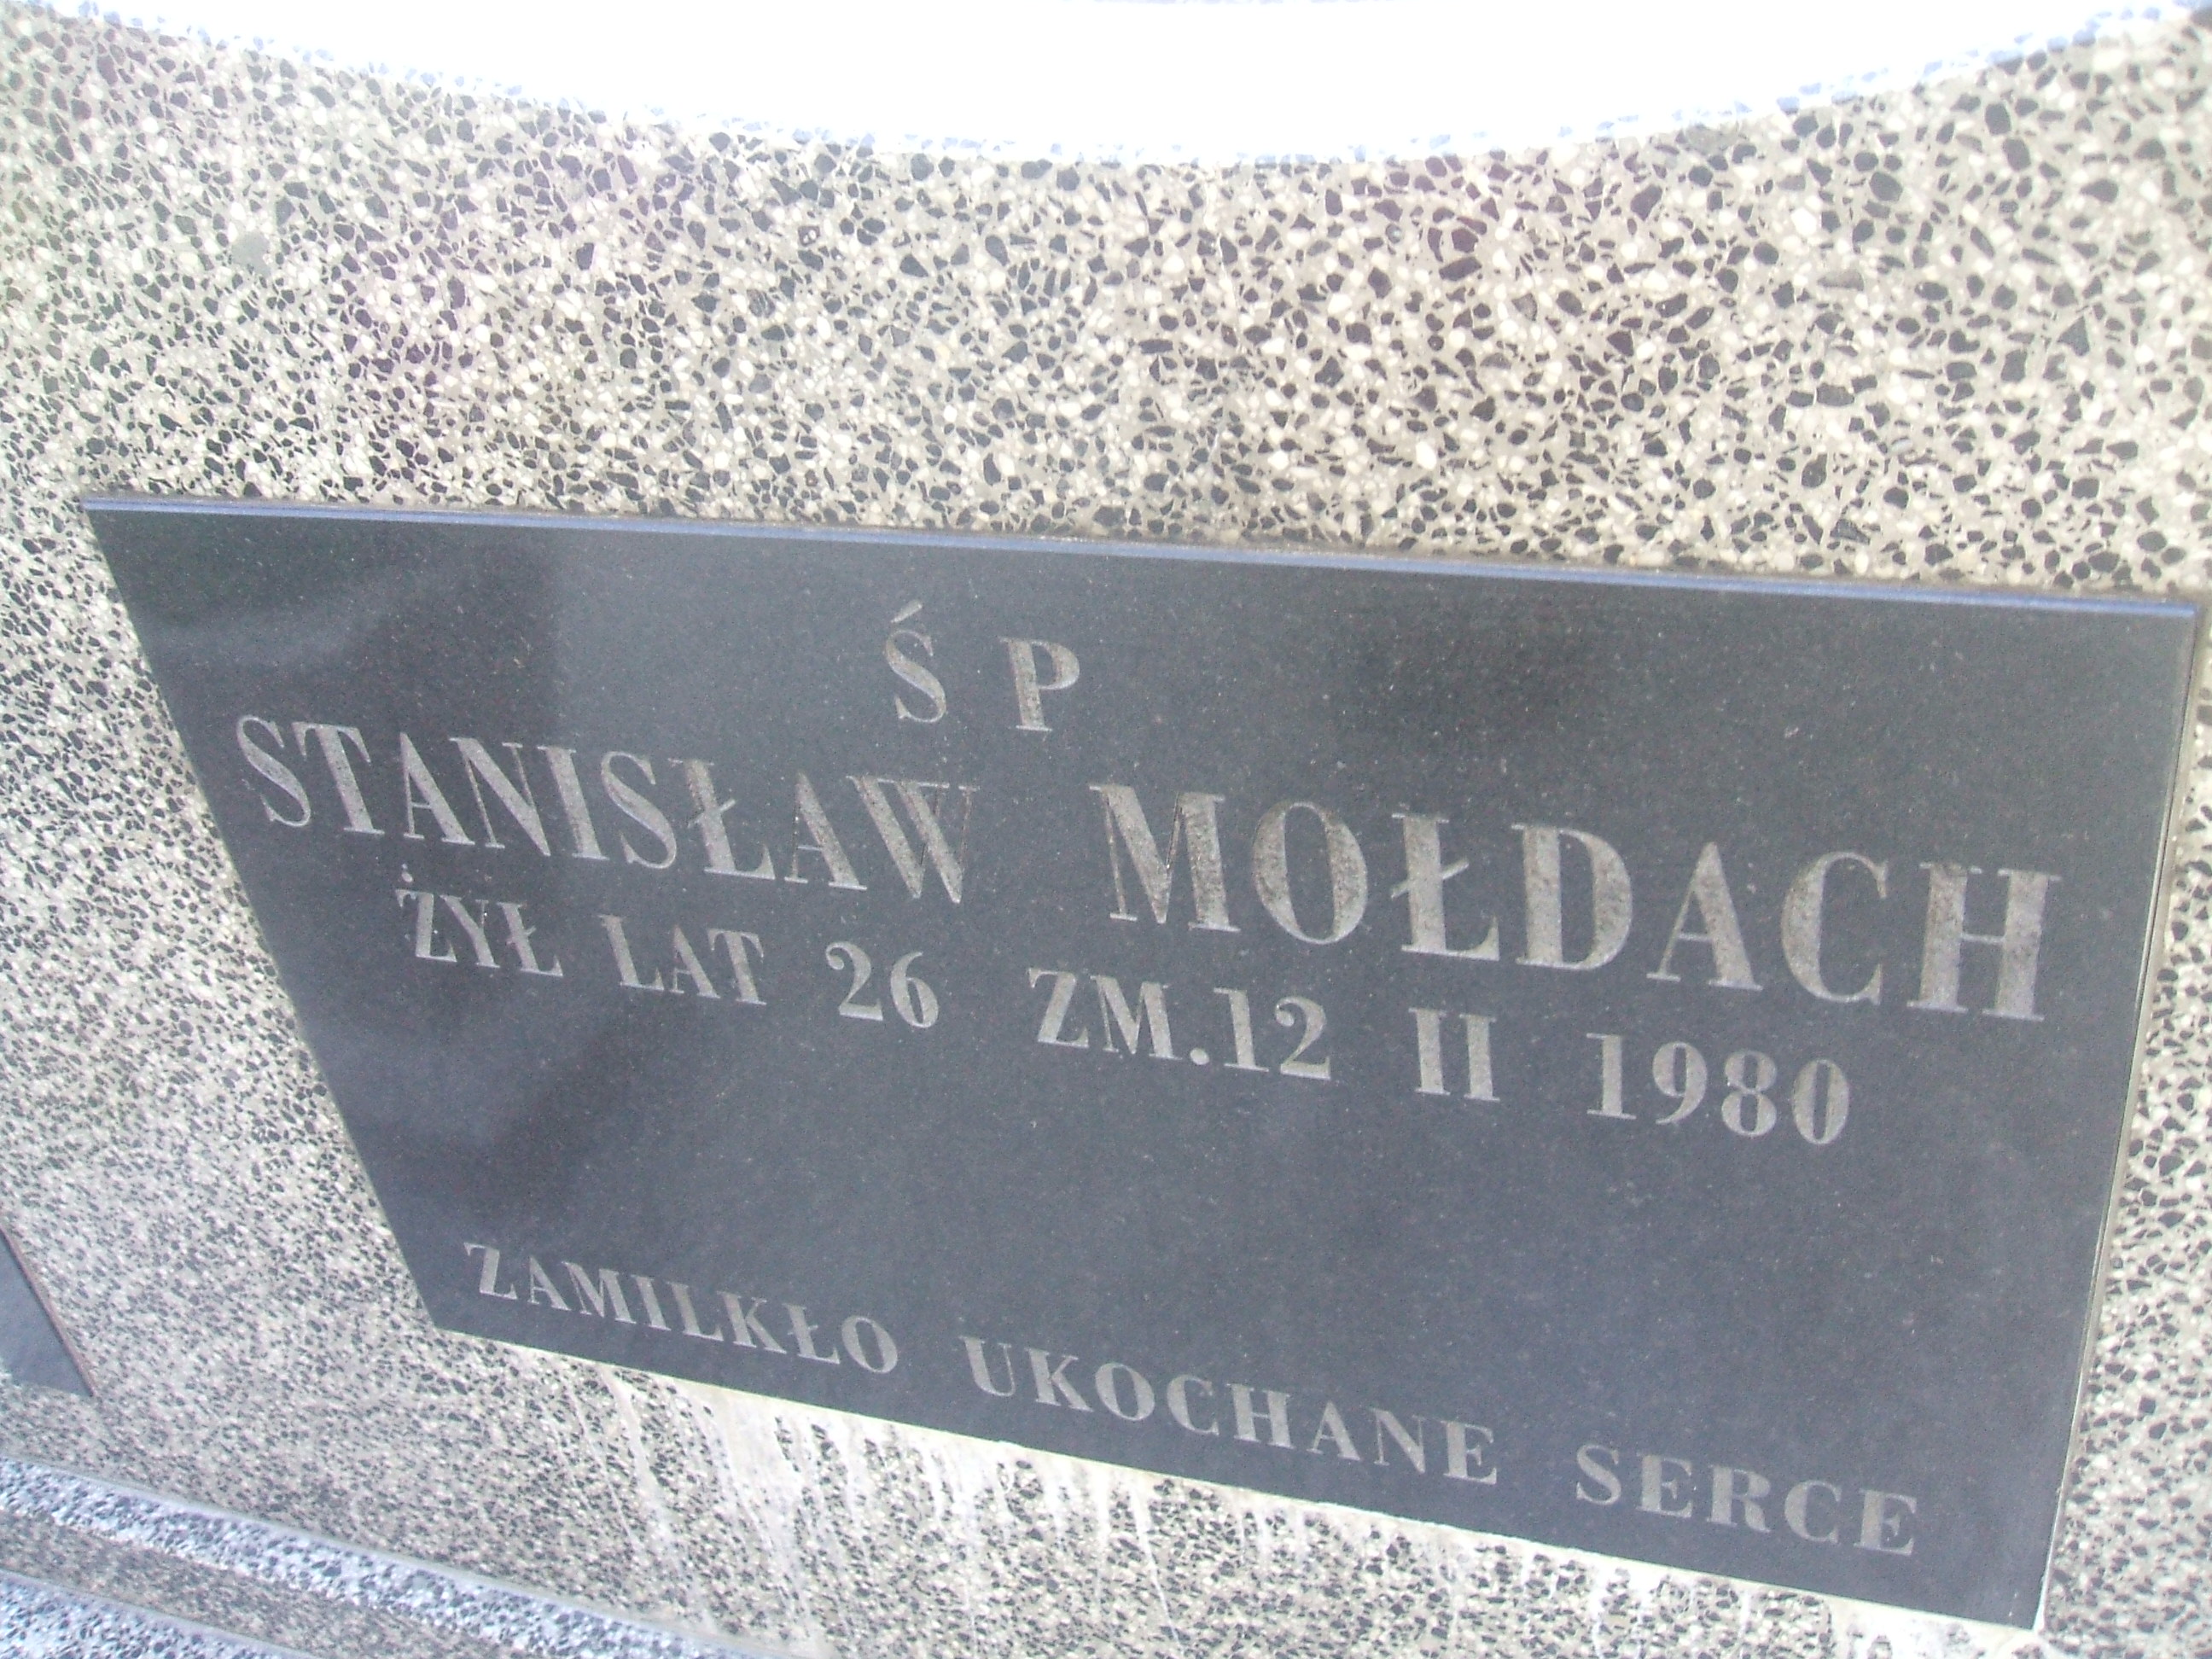 Ś P
STANISŁAW MOŁDACH
ŻYŁ LAT 26 ZM.12 II 1980
ZAMILKŁO UKOCHANE SERCE